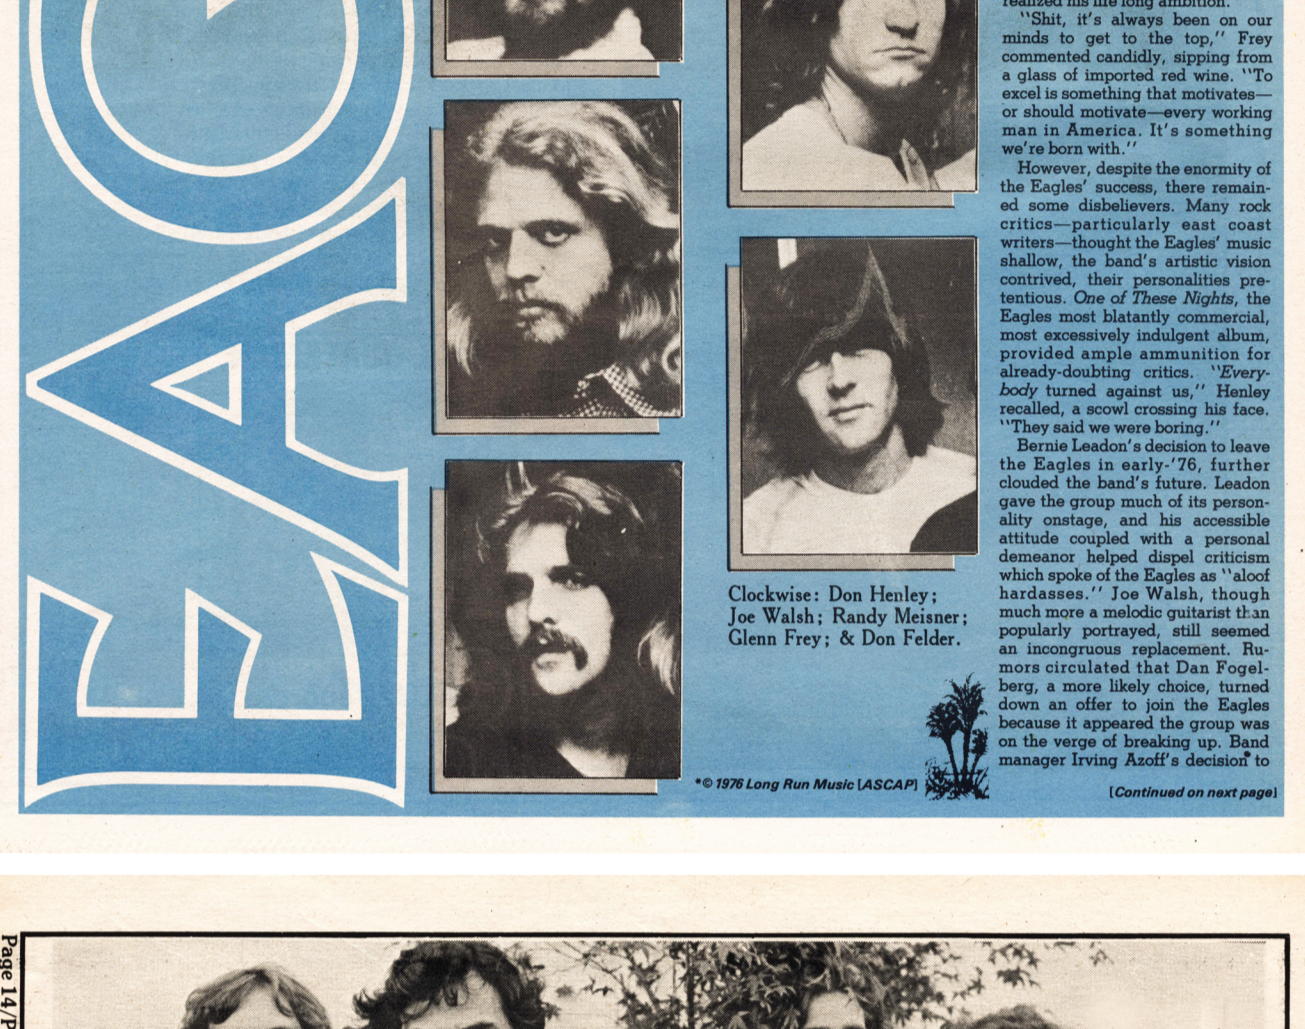 EAG
realized his life long ambition.
"Shit, it's always been on our
minds to get to the top," Frey
commented candidly, sipping from
a glass of imported red wine. "To
excel is something that motivates—
or should motivate—every working
man in America. It's something
we're born with."
However, despite the enormity of
the Eagles' success, there remain-
ed some disbelievers. Many rock
critics—particularly east coast
writers—thought the Eagles' music
shallow, the band's artistic vision
contrived, their personalities pre-
tentious. One of These Nights, the
Eagles most blatantly commercial,
most excessively indulgent album,
provided ample ammunition for
already-doubting critics. "Every-
body turned against us," Henley
recalled, a scowl crossing his face.
"They said we were boring."
Bernie Leadon's decision to leave
the Eagles in early-'76, further
clouded the band's future. Leadon
gave the group much of its person-
ality onstage, and his accessible
attitude coupled with a personal
demeanor helped dispel criticism
which spoke of the Eagles as "aloof
hardasses." Joe Walsh, though
much more a melodic guitarist than
popularly portrayed, still seemed
an incongruous replacement. Ru-
mors circulated that Dan Fogel-
berg, a more likely choice, turned
down an offer to join the Eagles
because it appeared the group was
on the verge of breaking up. Band
manager Irving Azoff's decision to
[Continued on next page]
Clockwise: Don Henley;
Joe Walsh; Randy Meisner;
Glenn Frey; & Don Felder.
*© 1976 Long Run Music [ASCAP]
Page 14/P